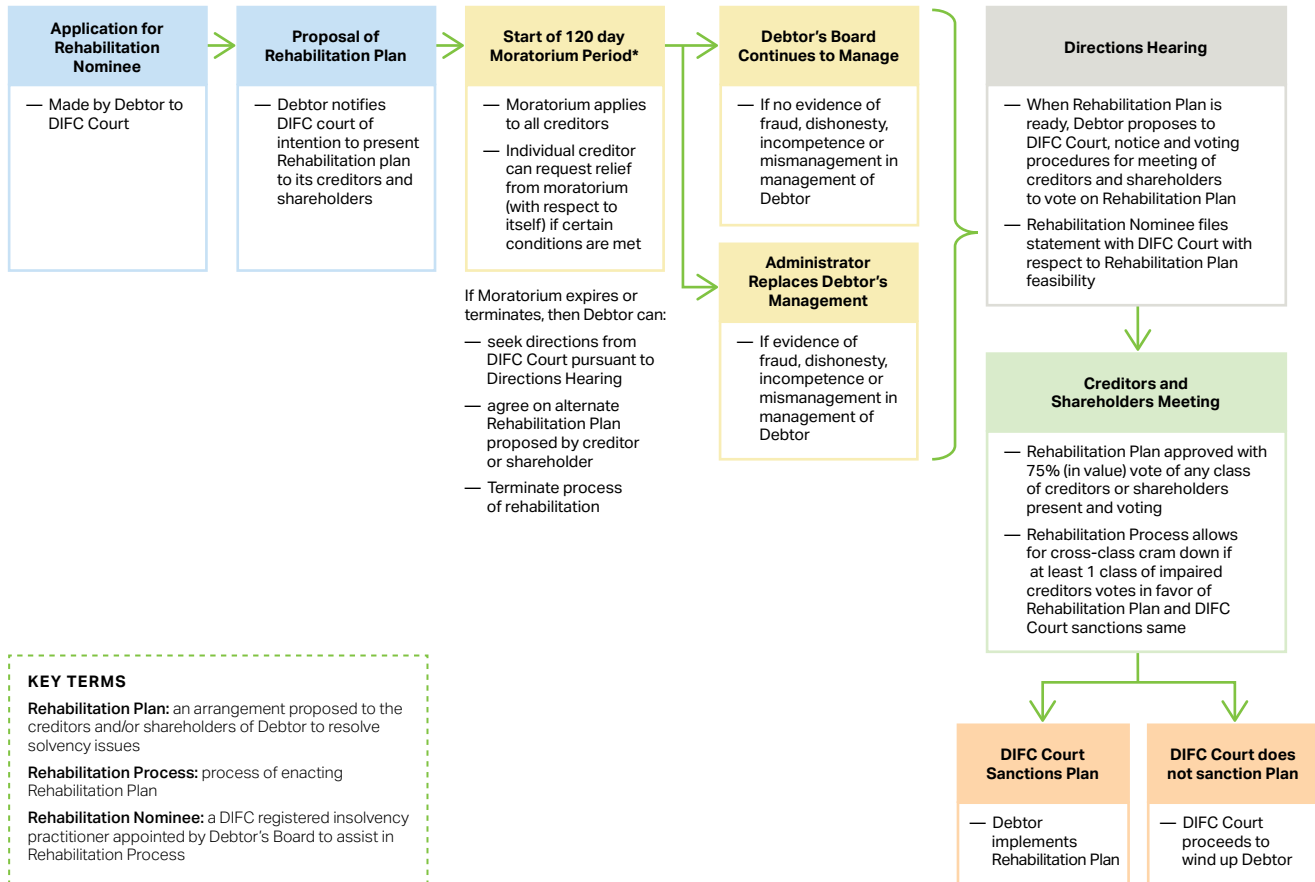 Application for
Rehabilitation
Nominee
— Made by Debtor to
DIFC Court
Proposal of
Rehabilitation Plan
— Debtor notifies
DIFC court of
intention to present
Rehabilitation plan
to its creditors and
shareholders
Start of 120 day
Moratorium Period*
— Moratorium applies
to all creditors
— Individual creditor
can request relief
from moratorium
(with respect to
itself) if certain
conditions are met
If Moratorium expires or
terminates, then Debtor can:
— seek directions from
DIFC Court pursuant to
Directions Hearing
— agree on alternate
Rehabilitation Plan
proposed by creditor
or shareholder
— Terminate process
of rehabilitation
Debtor's Board
Continues to Manage
— If no evidence of
fraud, dishonesty,
incompetence or
mismanagement in
management of
Debtor
Administrator
Replaces Debtor's
Management
— If evidence of
fraud, dishonesty,
incompetence or
mismanagement in
management of
Debtor
Directions Hearing
— When Rehabilitation Plan is
ready, Debtor proposes to
DIFC Court, notice and voting
procedures for meeting of
creditors and shareholders
to vote on Rehabilitation Plan
— Rehabilitation Nominee files
statement with DIFC Court with
respect to Rehabilitation Plan
feasibility
Creditors and
Shareholders Meeting
— Rehabilitation Plan approved with
75% (in value) vote of any class
of creditors or shareholders
present and voting
— Rehabilitation Process allows
for cross-class cram down if
at least 1 class of impaired
creditors votes in favor of
Rehabilitation Plan and DIFC
Court sanctions same
DIFC Court
Sanctions Plan
— Debtor
implements
Rehabilitation Plan
DIFC Court does
not sanction Plan
— DIFC Court
proceeds to
wind up Debtor
KEY TERMS
Rehabilitation Plan: an arrangement proposed to the
creditors and/or shareholders of Debtor to resolve
solvency issues
Rehabilitation Process: process of enacting
Rehabilitation Plan
Rehabilitation Nominee: a DIFC registered insolvency
practitioner appointed by Debtor's Board to assist in
Rehabilitation Process